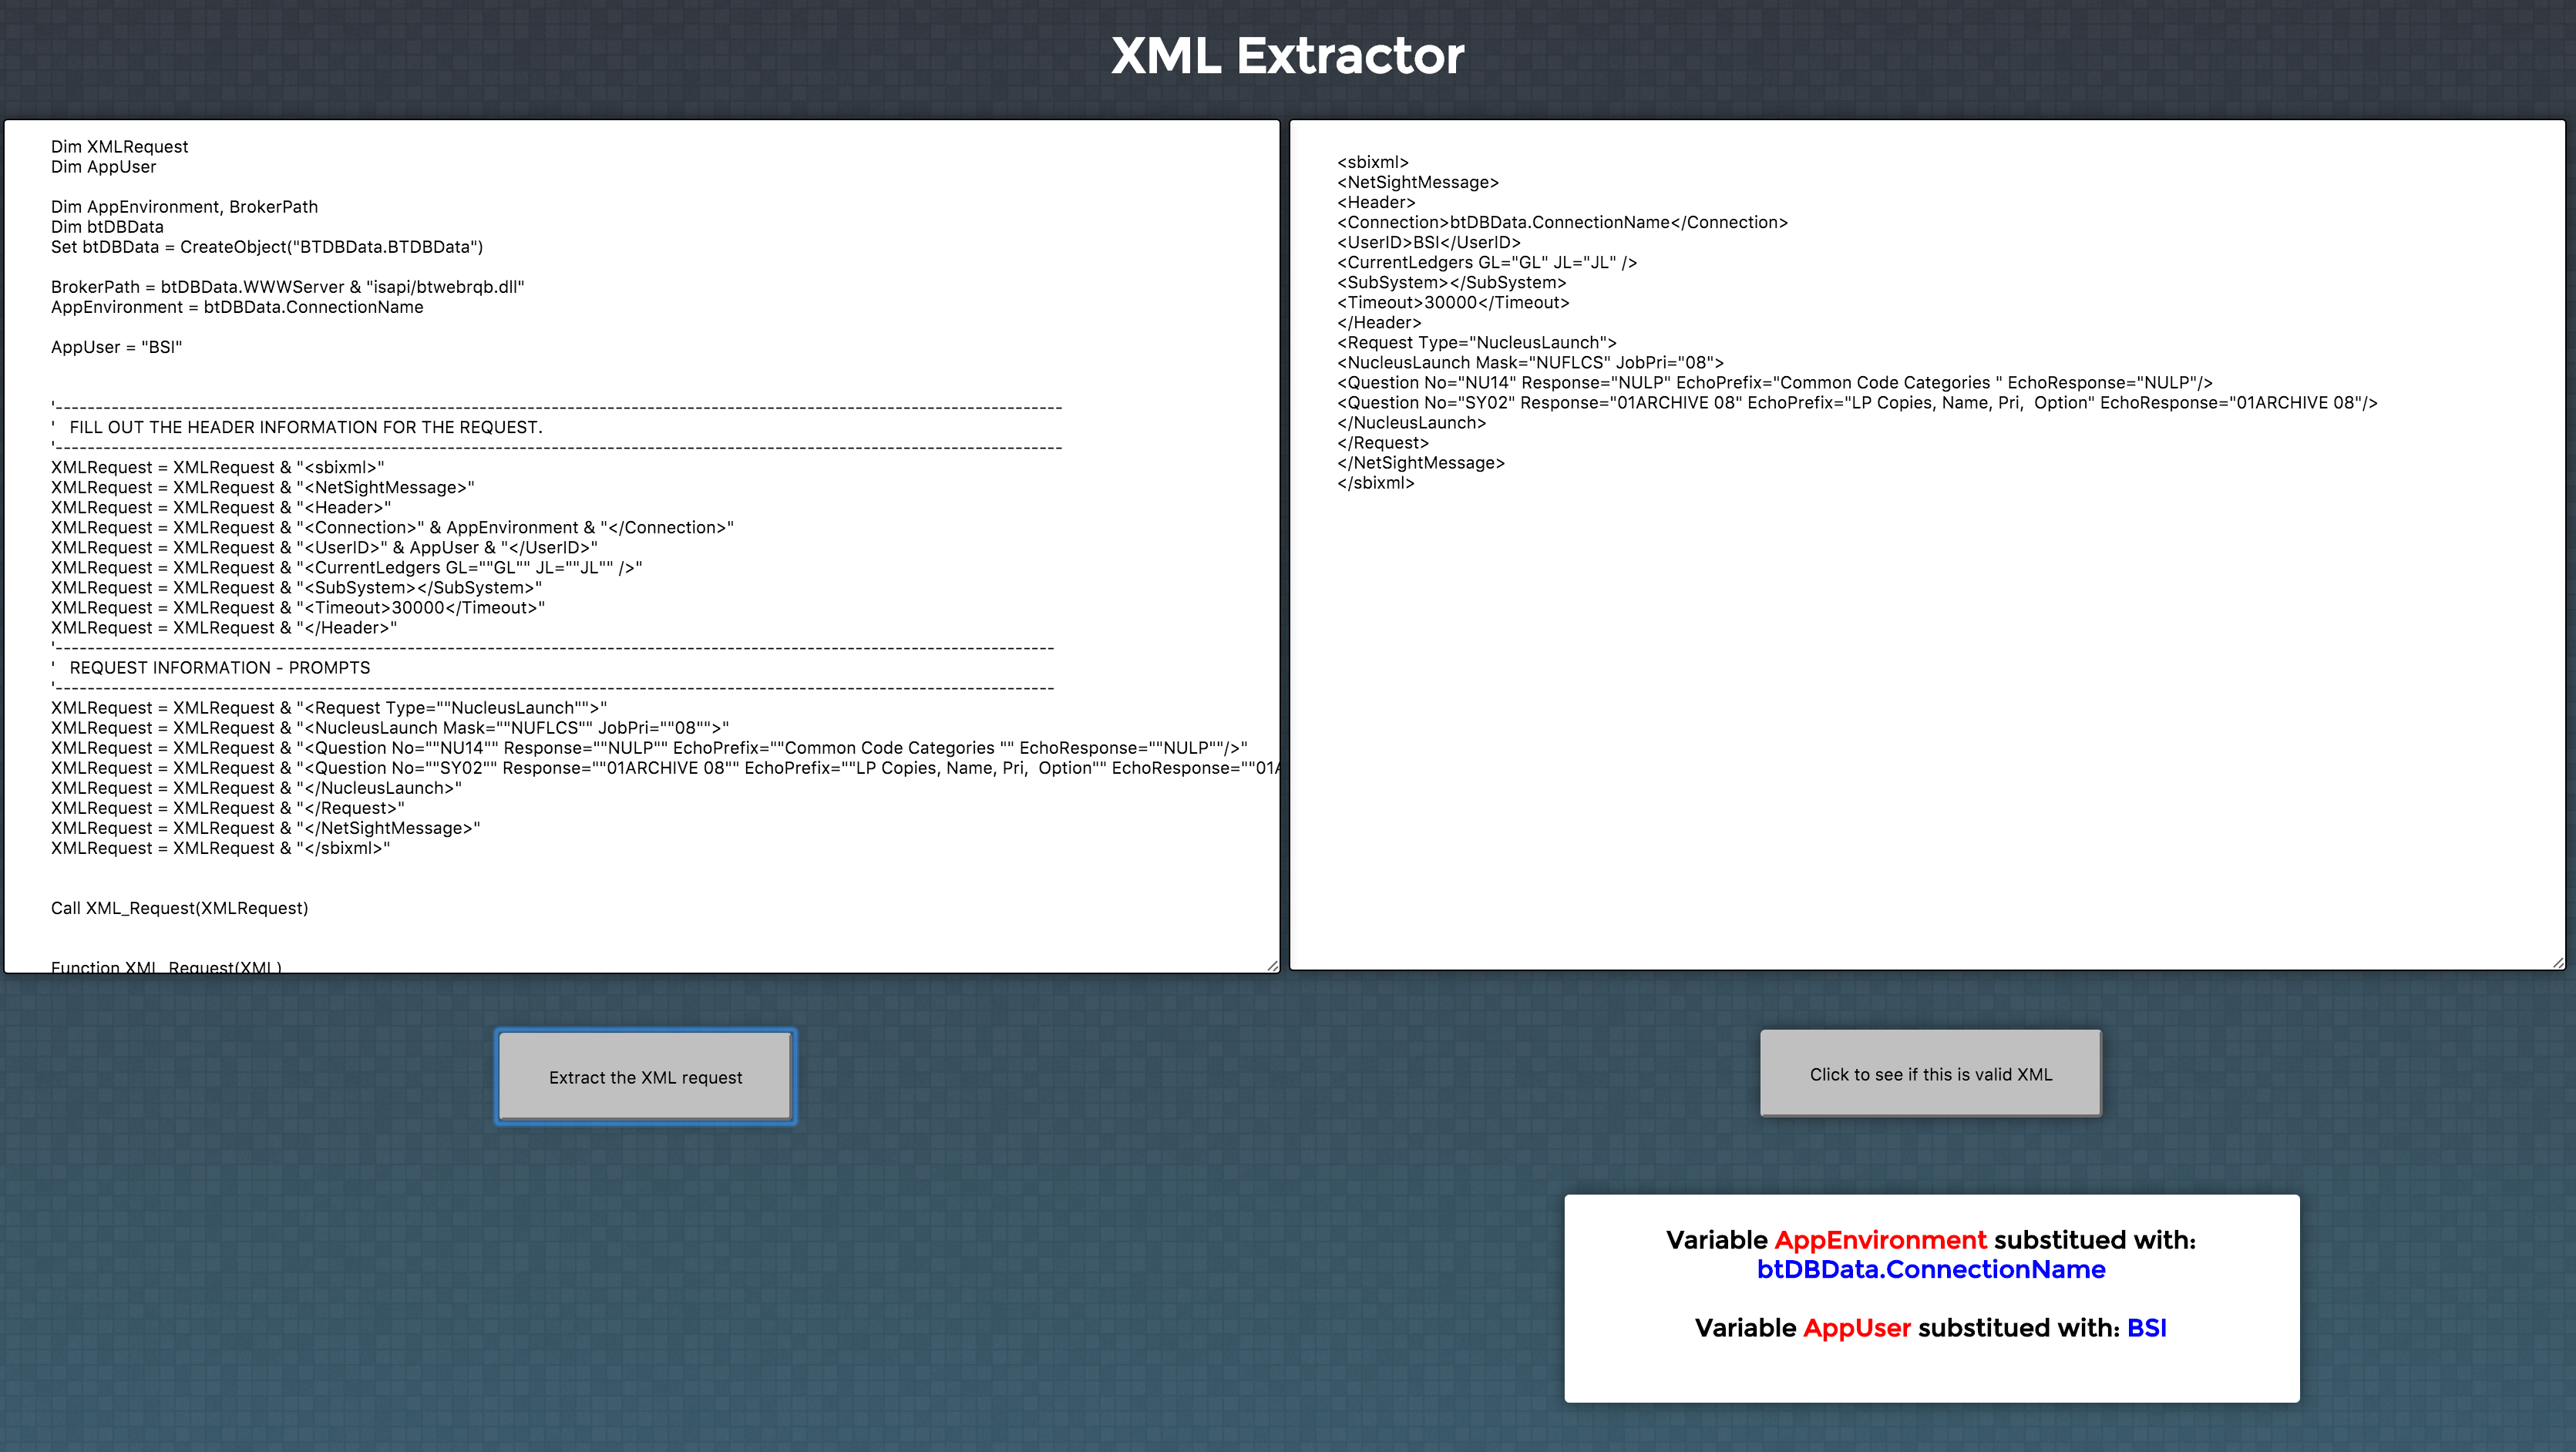 XML Extractor
Dim XMLRequest
Dim AppUser
Dim AppEnvironment, BrokerPath
Dim btDBData
Set btDBData = CreateObject("BTDBData.BTDBData")
BrokerPath = btDBData.WWWServer & "isapi/btwebrqb.dll"
AppEnvironment = btDBData.ConnectionName
AppUser = "BSI"
'-----------------------------------------------------------------------------------------------------------------------------
'   FILL OUT THE HEADER INFORMATION FOR THE REQUEST.
'-----------------------------------------------------------------------------------------------------------------------------
XMLRequest = XMLRequest & "<sbixml>"
XMLRequest = XMLRequest & "<NetSightMessage>"
XMLRequest = XMLRequest & "<Header>"
XMLRequest = XMLRequest & "<Connection>" & AppEnvironment & "</Connection>"
XMLRequest = XMLRequest & "<UserID>" & AppUser & "</UserID>"
XMLRequest = XMLRequest & "<CurrentLedgers GL=""GL"" JL=""JL"" />"
XMLRequest = XMLRequest & "<SubSystem></SubSystem>"
XMLRequest = XMLRequest & "<Timeout>30000</Timeout>"
XMLRequest = XMLRequest & "</Header>"
'----------------------------------------------------------------------------------------------------------------------------
'   REQUEST INFORMATION - PROMPTS
'----------------------------------------------------------------------------------------------------------------------------
XMLRequest = XMLRequest & "<Request Type=""NucleusLaunch"">"
XMLRequest = XMLRequest & "<NucleusLaunch Mask=""NUFLCS"" JobPri=""08"">"
XMLRequest = XMLRequest & "<Question No=""NU14"" Response=""NULP"" EchoPrefix=""Common Code Categories "" EchoResponse=""NULP""/>"
XMLRequest = XMLRequest & "<Question No=""SY02"" Response=""01ARCHIVE 08"" EchoPrefix=""LP Copies, Name, Pri,  Option"" EchoResponse=""01A
XMLRequest = XMLRequest & "</NucleusLaunch>"
XMLRequest = XMLRequest & "</Request>"
XMLRequest = XMLRequest & "</NetSightMessage>"
XMLRequest = XMLRequest & "</sbixml>"
Call XML_Request(XMLRequest)
Function XML_Request(XML)
<sbixml>
<NetSightMessage>
<Header>
<Connection>btDBData.ConnectionName</Connection>
<UserID>BSI</UserID>
<CurrentLedgers GL="GL" JL="JL" />
<SubSystem></SubSystem>
<Timeout>30000</Timeout>
</Header>
<Request Type="NucleusLaunch">
<NucleusLaunch Mask="NUFLCS" JobPri="08">
<Question No="NU14" Response="NULP" EchoPrefix="Common Code Categories " EchoResponse="NULP"/>
<Question No="SY02" Response="01ARCHIVE 08" EchoPrefix="LP Copies, Name, Pri,  Option" EchoResponse="01ARCHIVE 08"/>
</NucleusLaunch>
</Request>
</NetSightMessage>
</sbixml>
Extract the XML request
Click to see if this is valid XML
Variable AppEnvironment substitued with:
btDBData.ConnectionName
Variable AppUser substitued with: BSI